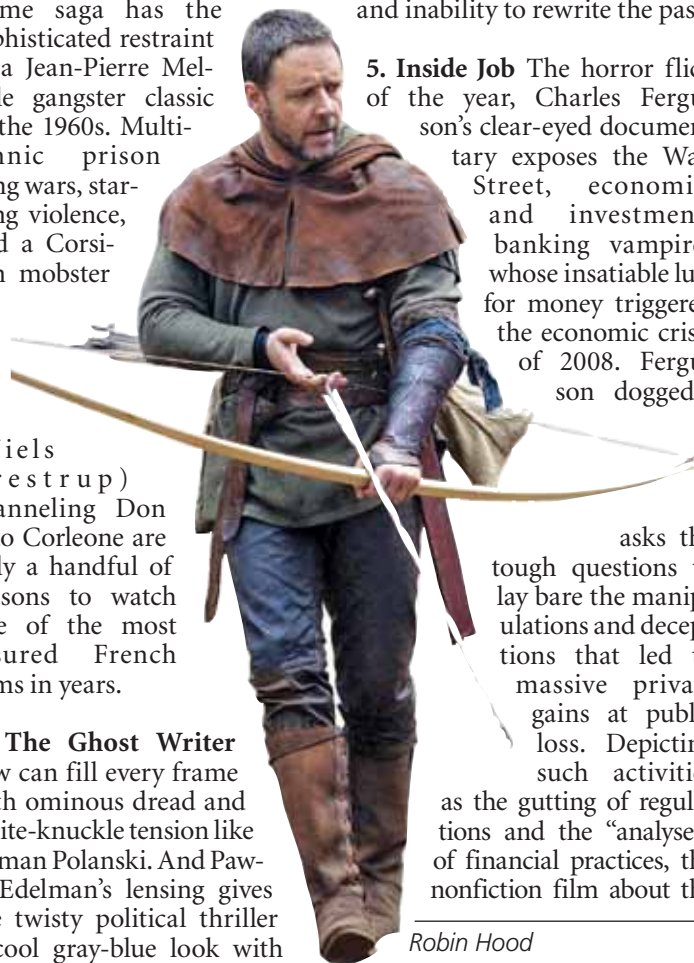 me saga has the
phisticated restraint
a Jean-Pierre Mel-
le gangster classic
the 1960s. Multi-
nnic prison
ng wars, star-
ng violence,
d a Corsi-
n mobster
iels
restrup)
anneling Don
o Corleone are
ly a handful of
sons to watch
e of the most
sured French
ms in years.
The Ghost Writer
w can fill every frame
th ominous dread and
ite-knuckle tension like
man Polanski. And Paw-
Edelman's lensing gives
e twisty political thriller
cool gray-blue look with
and inability to rewrite the pas
5. Inside Job The horror flic
of the year, Charles Fergu
son's clear-eyed documen
tary exposes the Wa
Street, economi
and investmen
banking vampire
whose insatiable lu
for money triggere
the economic cris
of 2008. Fergu
son dogged
asks th
tough questions t
lay bare the manip
ulations and decep
tions that led t
massive priva
gains at publ
loss. Depictin
such activitie
as the gutting of regul
tions and the "analyse
of financial practices, th
nonfiction film about th
Robin Hood